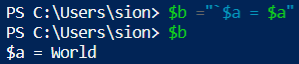 PS C:\Users\sion> $b ="`$a = $a"
PS C:\Users\sion> $b
$a = World